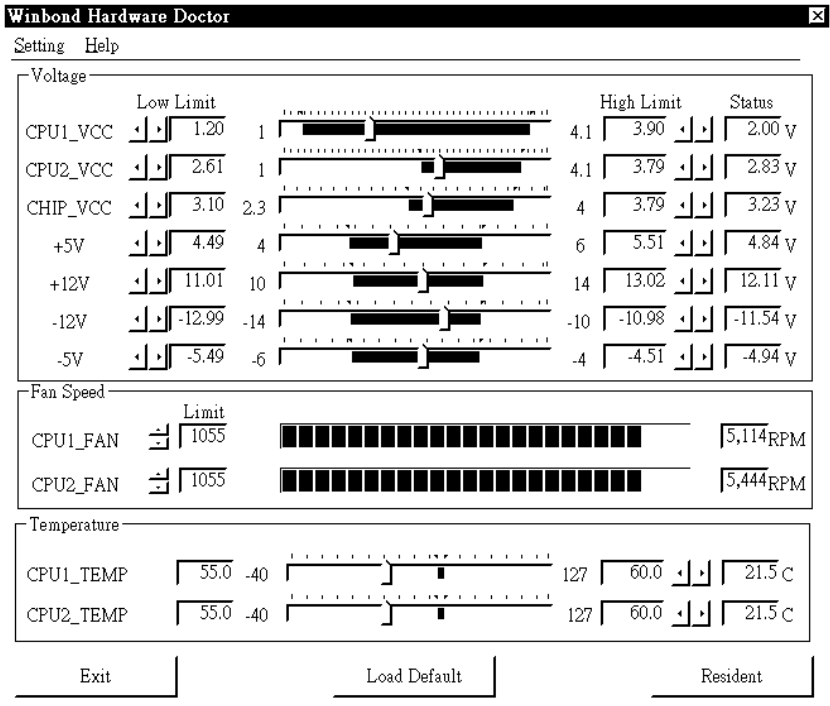 Winbond Hardware Doctor
Setting Help
Voltage
Low Limit High Limit Status
CPU1_VCC 1.20 1 4.1 3.90 2.00 V
CPU2_VCC 2.61 1 4.1 3.79 2.83 V
CHIP_VCC 3.10 2.3 4 3.79 3.23 V
+5V 4.49 4 6 5.51 4.84 V
+12V 11.01 10 14 13.02 12.11 V
-12V -12.99 -14 -10 -10.98 -11.54 V
-5V -5.49 -6 -4 -4.51 -4.94 V
Fan Speed
Limit
CPU1_FAN 1055 5,114 RPM
CPU2_FAN 1055 5,444 RPM
Temperature
CPU1_TEMP 55.0 -40 127 60.0 21.5 C
CPU2_TEMP 55.0 -40 127 60.0 21.5 C
Exit Load Default Resident